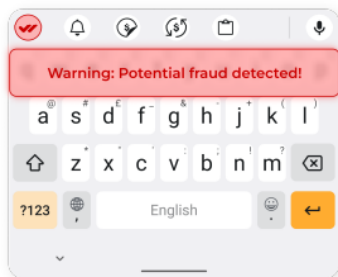 Warning: Potential fraud detected!
@ # £ _ & - + ( )
a s d f g h j k l
* " ' : ; ! ?
z x c v b n m
?123 , English .